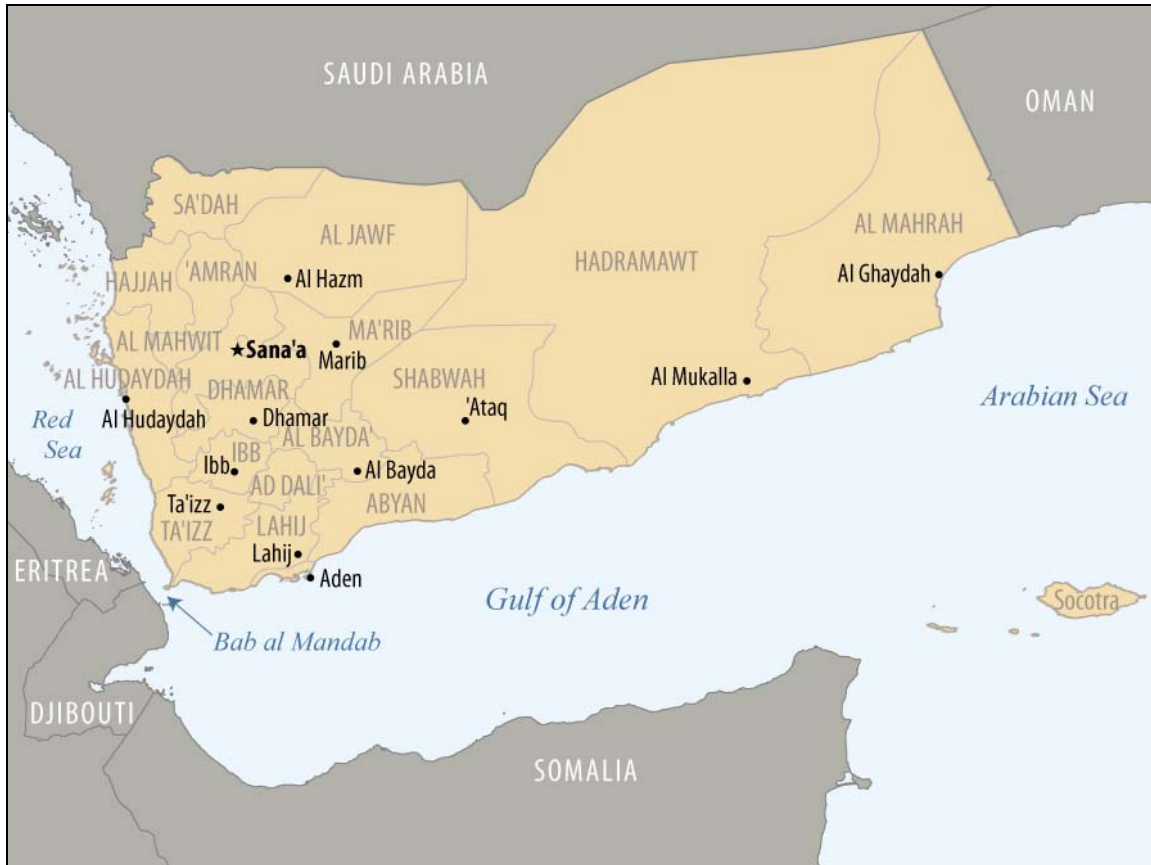 SAUDI ARABIA
OMAN
SA'DAH
AL JAWF
AL MAHRAH
HADRAMAWT
'AMRAN
HAJJAH
Al Hazm
Al Ghaydah
MA'RIB
AL MAHWIT
Sana'a
Marib
AL HUDAYDAH
SHABWAH
Al Mukalla
DHAMAR
Arabian Sea
'Ataq
Red
Sea
Al Hudaydah
Dhamar
AL BAYDA'
IBB
Ibb
Al Bayda
AD DALI'
ABYAN
Ta'izz
TA'IZZ
LAHIJ
Lahij
ERITREA
Aden
Gulf of Aden
Socotra
Bab al Mandab
DJIBOUTI
SOMALIA